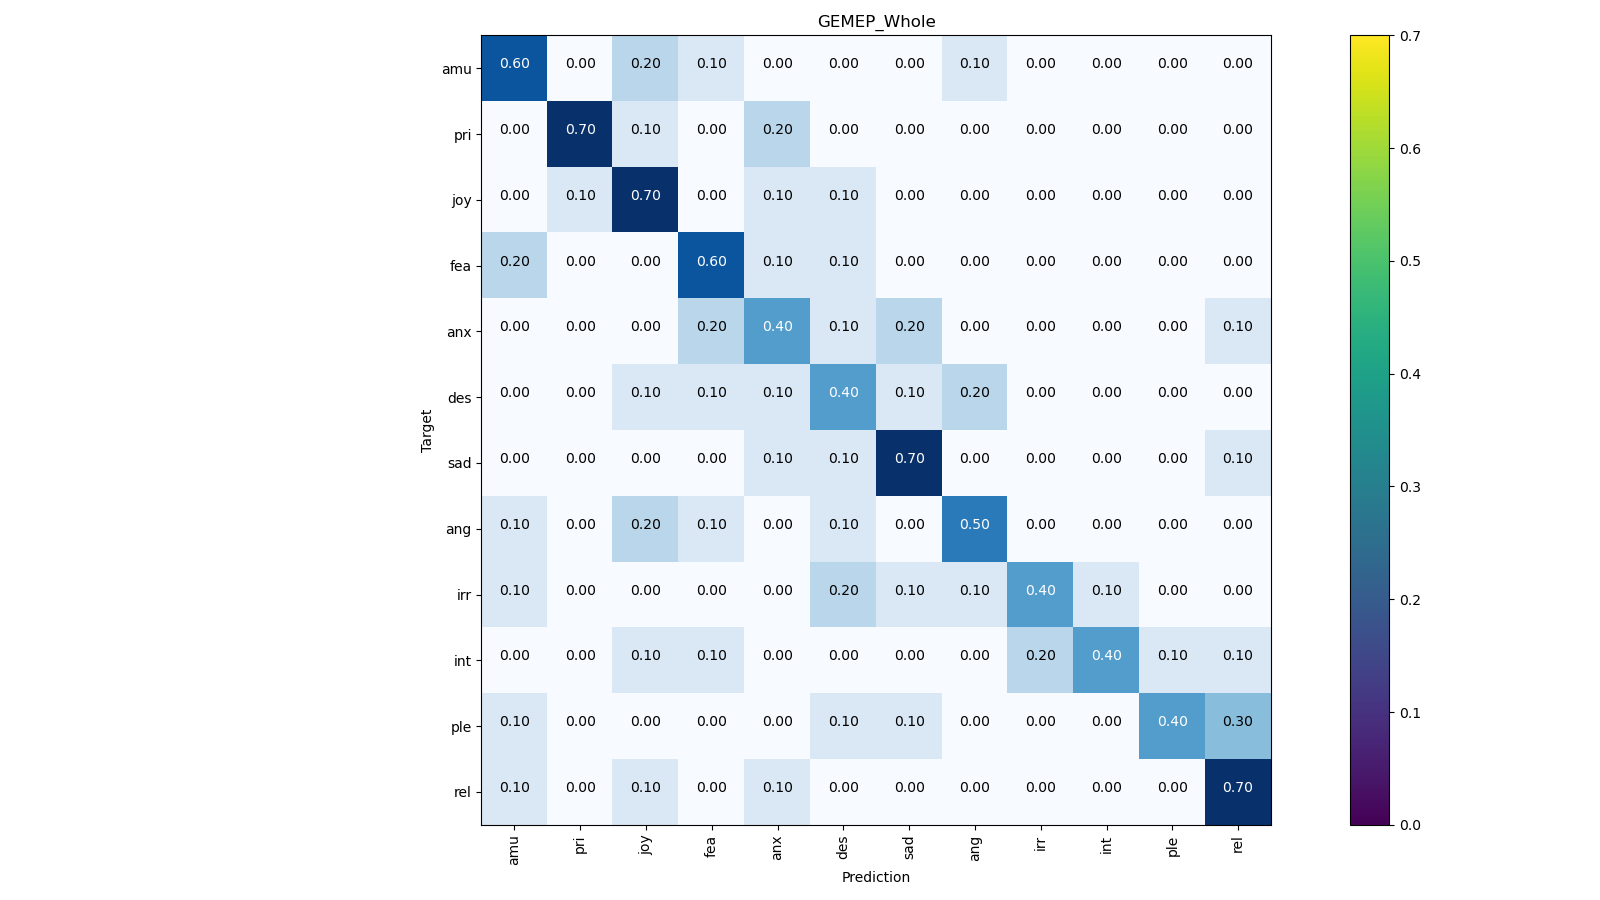 GEMEP_Whole
amu 0.60 0.00 0.20 0.10 0.00 0.00 0.00 0.10 0.00 0.00 0.00 0.00
pri 0.00 0.70 0.10 0.00 0.20 0.00 0.00 0.00 0.00 0.00 0.00 0.00
joy 0.00 0.10 0.70 0.00 0.10 0.10 0.00 0.00 0.00 0.00 0.00 0.00
fea 0.20 0.00 0.00 0.60 0.10 0.10 0.00 0.00 0.00 0.00 0.00 0.00
anx 0.00 0.00 0.00 0.20 0.40 0.10 0.20 0.00 0.00 0.00 0.00 0.10
des 0.00 0.00 0.10 0.10 0.10 0.40 0.10 0.20 0.00 0.00 0.00 0.00
sad 0.00 0.00 0.00 0.00 0.10 0.10 0.70 0.00 0.00 0.00 0.00 0.10
ang 0.10 0.00 0.20 0.10 0.00 0.10 0.00 0.50 0.00 0.00 0.00 0.00
irr 0.10 0.00 0.00 0.00 0.00 0.20 0.10 0.10 0.40 0.10 0.00 0.00
int 0.00 0.00 0.10 0.10 0.00 0.00 0.00 0.00 0.20 0.40 0.10 0.10
ple 0.10 0.00 0.00 0.00 0.00 0.10 0.10 0.00 0.00 0.00 0.40 0.30
rel 0.10 0.00 0.10 0.00 0.10 0.00 0.00 0.00 0.00 0.00 0.00 0.70
amu pri joy fea anx des sad ang irr int ple rel
Prediction
Target
0.7
0.6
0.5
0.4
0.3
0.2
0.1
0.0